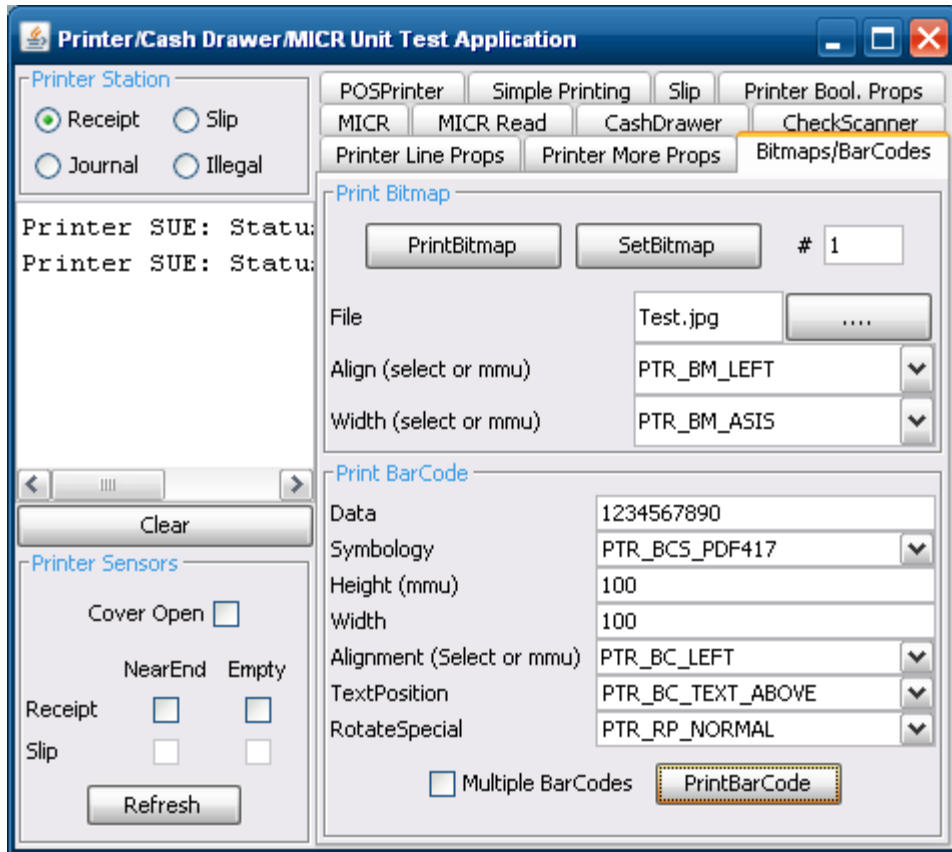 Printer/Cash Drawer/MICR Unit Test Application
Printer Station
Receipt Slip
Journal Illegal
Printer SUE: Statu
Printer SUE: Statu
Clear
Printer Sensors
Cover Open
NearEnd Empty
Receipt
Slip
Refresh
POSPrinter Simple Printing Slip Printer Bool. Props
MICR MICR Read CashDrawer CheckScanner
Printer Line Props Printer More Props Bitmaps/BarCodes
Print Bitmap
PrintBitmap SetBitmap # 1
File Test.jpg ....
Align (select or mmu) PTR_BM_LEFT
Width (select or mmu) PTR_BM_ASIS
Print BarCode
Data 1234567890
Symbology PTR_BCS_PDF417
Height (mmu) 100
Width 100
Alignment (Select or mmu) PTR_BC_LEFT
TextPosition PTR_BC_TEXT_ABOVE
RotateSpecial PTR_RP_NORMAL
Multiple BarCodes PrintBarCode